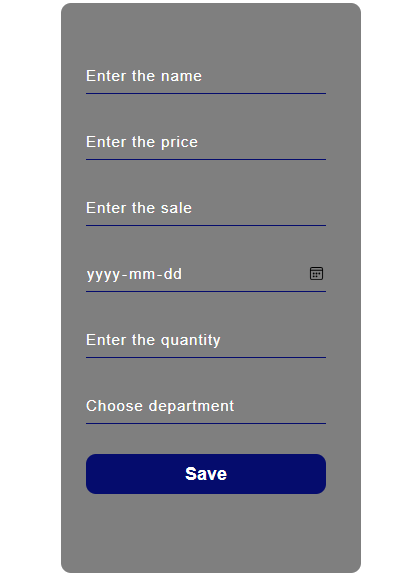 Enter the name
Enter the price
Enter the sale
yyyy-mm-dd
Enter the quantity
Choose department
Save